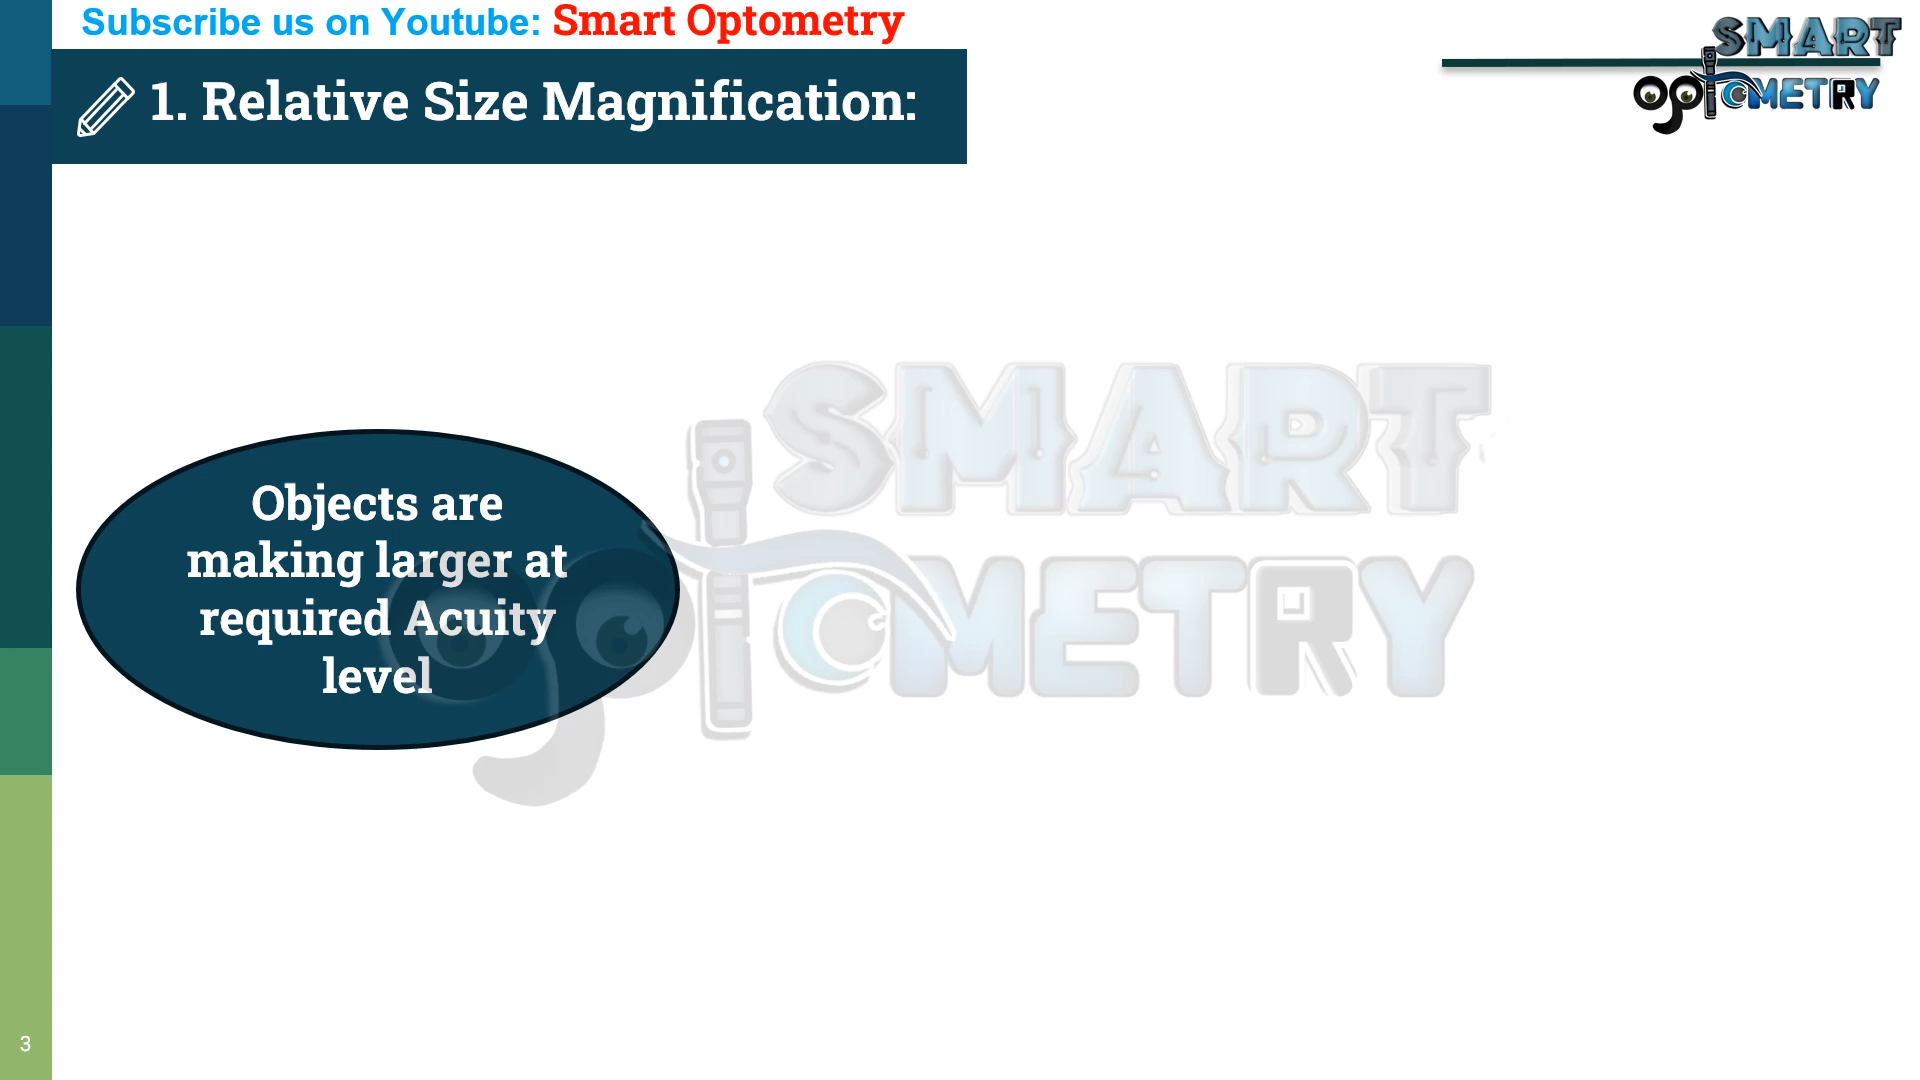 Subscribe us on Youtube: Smart Optometry
1. Relative Size Magnification:
SMART
OptOMETRY
Objects are
making larger at
required Acuity
level
SMART
OptOMETRY
3